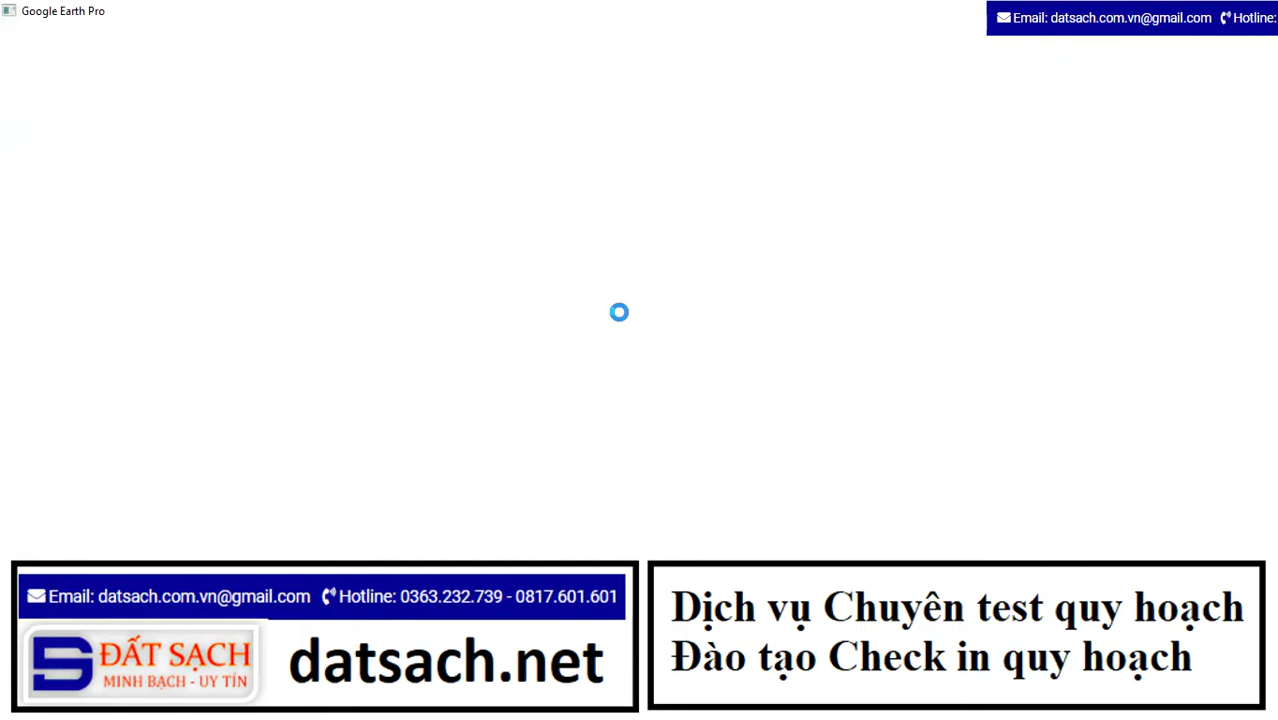 Google Earth Pro
Email: datsach.com.vn@gmail.com Hotline:
Email: datsach.com.vn@gmail.com Hotline: 0363.232.739 - 0817.601.601
ĐẤT SẠCH
MINH BẠCH - UY TÍN
datsach.net
Dịch vụ Chuyên test quy hoạch
Đào tạo Check in quy hoạch